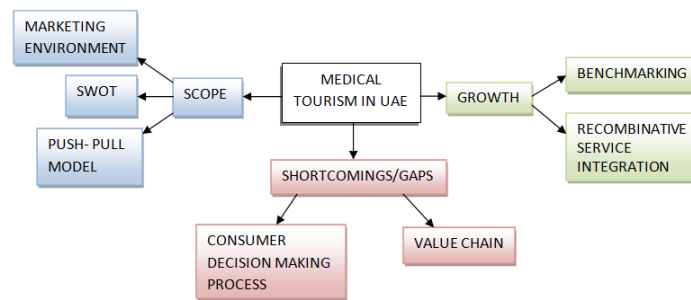 MARKETING
ENVIRONMENT
SWOT
PUSH- PULL
MODEL
SCOPE
MEDICAL
TOURISM IN UAE
GROWTH
BENCHMARKING
RECOMBINATIVE
SERVICE
INTEGRATION
SHORTCOMINGS/GAPS
CONSUMER
DECISION MAKING
PROCESS
VALUE CHAIN